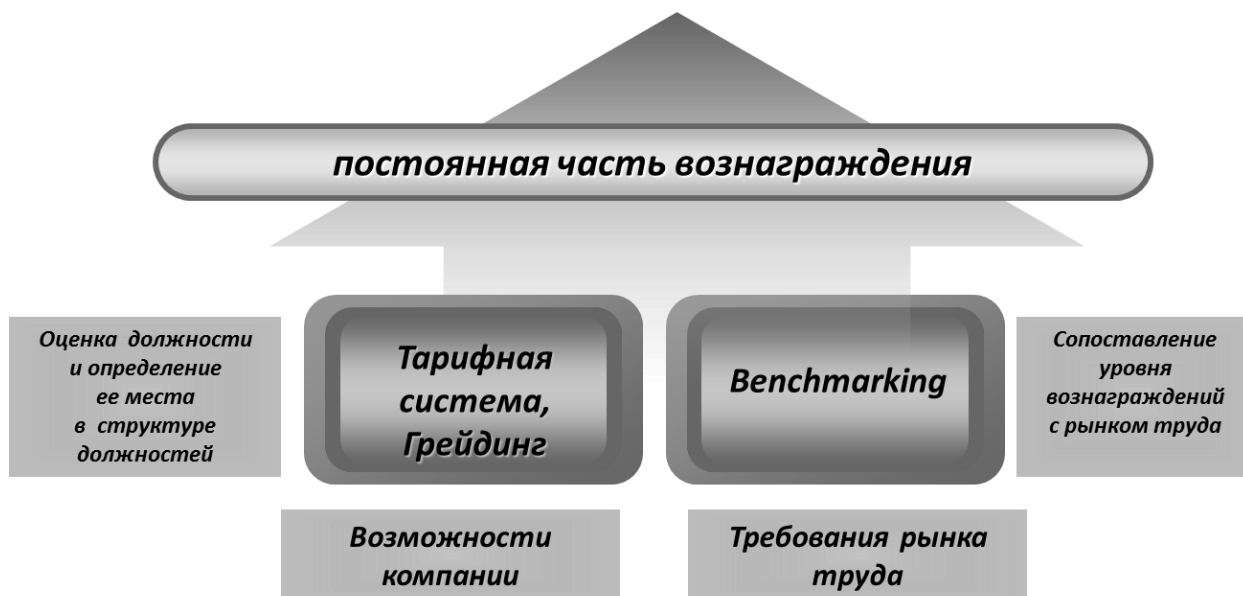 постоянная часть вознаграждения
Оценка должности
и определение
ее места
в структуре
должностей
Тарифная
система,
Грейдинг
Benchmarking
Сопоставление
уровня
вознаграждений
с рынком труда
Возможности
компании
Требования рынка
труда